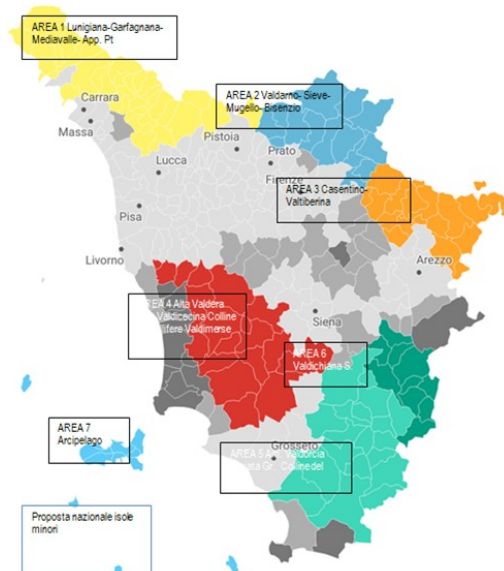 AREA 1 Lunigiana-Garfagnana-
Mediavalle- App. Pt
Carrara
Massa
AREA 2 Valdarno- Sieve-
Mugello- Bisenzio
Pistoia
Prato
Lucca
Firenze
AREA 3 Casentino-
Valtiberina
Pisa
Livorno
Arezzo
AREA 4 Alta Valdera
Valdicecina Colline
Valdimerse
Siena
AREA 6
Valdichiana S.
AREA 7
Arcipelago
Grosseto
AREA 5
Colline del
Proposta nazionale isole
minori